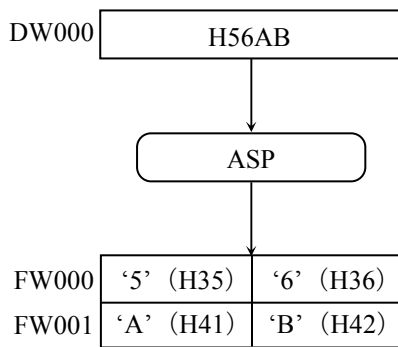 DW000 H56AB
ASP
FW000 ‘5’（H35） ‘6’（H36）
FW001 ‘A’（H41） ‘B’（H42）